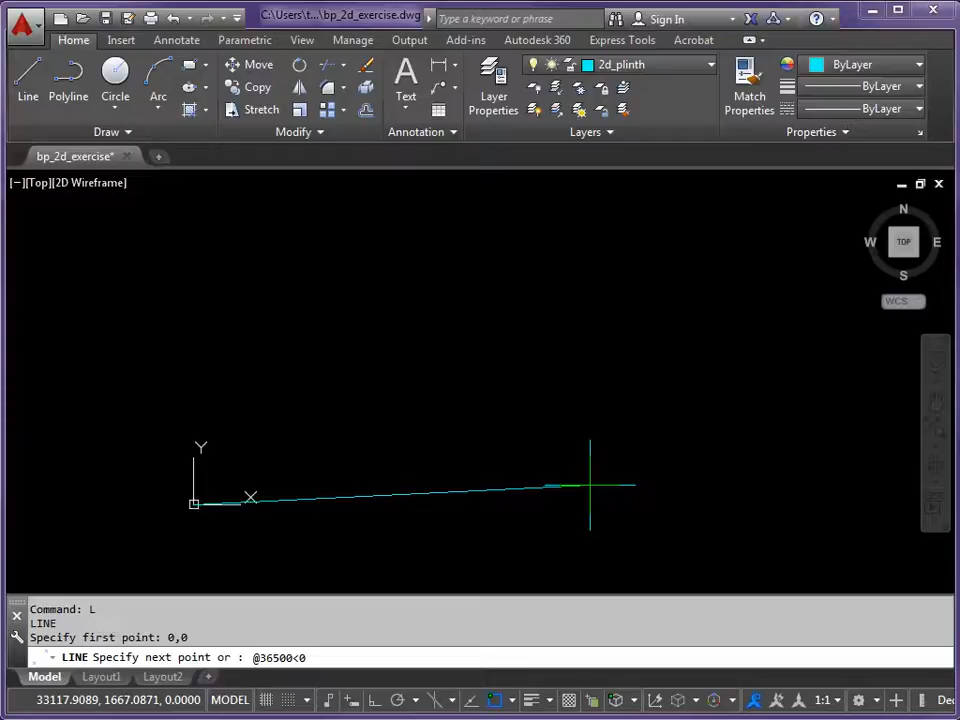 C:\Users\t...\bp_2d_exercise.dwg
Type a keyword or phrase
Sign In
Home Insert Annotate Parametric View Manage Output Add-ins Autodesk 360 Express Tools Acrobat
Line Polyline Circle Arc
Move
Copy
Stretch
Text
Layer Properties
2d_plinth
Match Properties
ByLayer
ByLayer
ByLayer
Draw Modify Annotation Layers Properties
bp_2d_exercise*
[−][Top][2D Wireframe]
N
W TOP E
S
WCS
Y
X
Command: L
LINE
Specify first point: 0,0
LINE Specify next point or : @36500<0
Model Layout1 Layout2
33117.9089, 1667.0871, 0.0000 MODEL 1:1 Dec